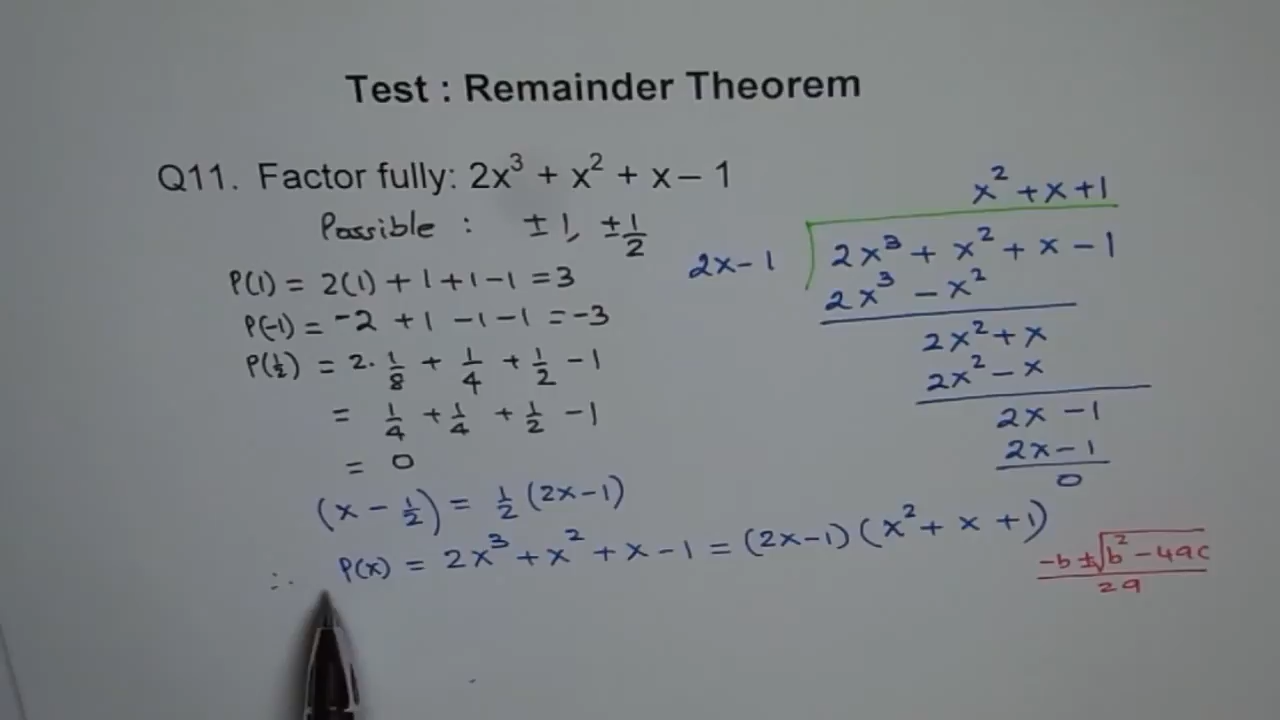 Test : Remainder Theorem
Q11. Factor fully: 2x³ + x² + x – 1
Possible : ±1, ±1/2
P(1) = 2(1) + 1 + 1 - 1 = 3
P(-1) = -2 + 1 - 1 - 1 = -3
P(1/2) = 2 · 1/8 + 1/4 + 1/2 - 1
= 1/4 + 1/4 + 1/2 - 1
= 0
(x - 1/2) = 1/2 (2x - 1)
∴ P(x) = 2x³ + x² + x - 1 = (2x-1) (x² + x + 1)
x² + x + 1
2x - 1 2x³ + x² + x - 1
2x³ - x²
2x² + x
2x² - x
2x - 1
2x - 1
0
-b ± √b² - 4ac
2a